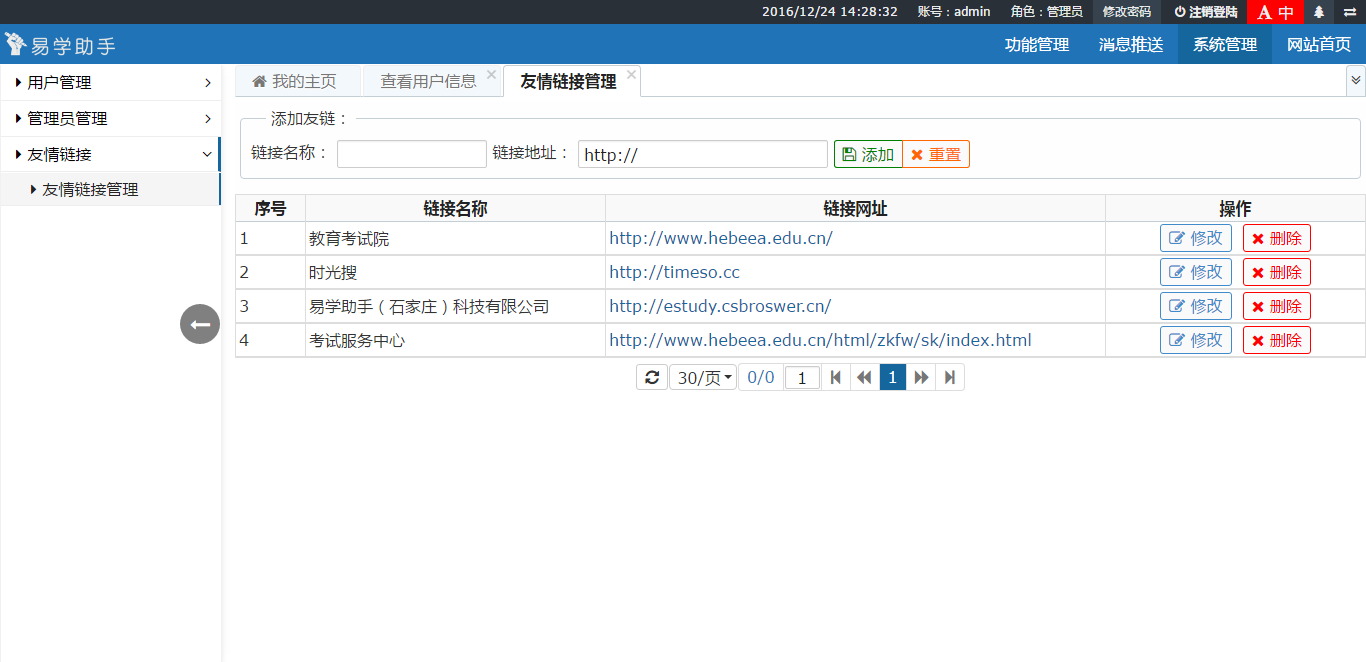 2016/12/24 14:28:32 账号：admin 角色：管理员 修改密码 注销登陆 A 中
易学助手 功能管理 消息推送 系统管理 网站首页
用户管理
管理员管理
友情链接
友情链接管理
我的主页 查看用户信息 友情链接管理
添加友链：
链接名称： 链接地址： http:// 添加 重置
序号 链接名称 链接网址 操作
1 教育考试院 http://www.hebeea.edu.cn/ 修改 删除
2 时光搜 http://timeso.cc 修改 删除
3 易学助手（石家庄）科技有限公司 http://estudy.csbroswer.cn/ 修改 删除
4 考试服务中心 http://www.hebeea.edu.cn/html/zkfw/sk/index.html 修改 删除
30/页 0/0 1 1